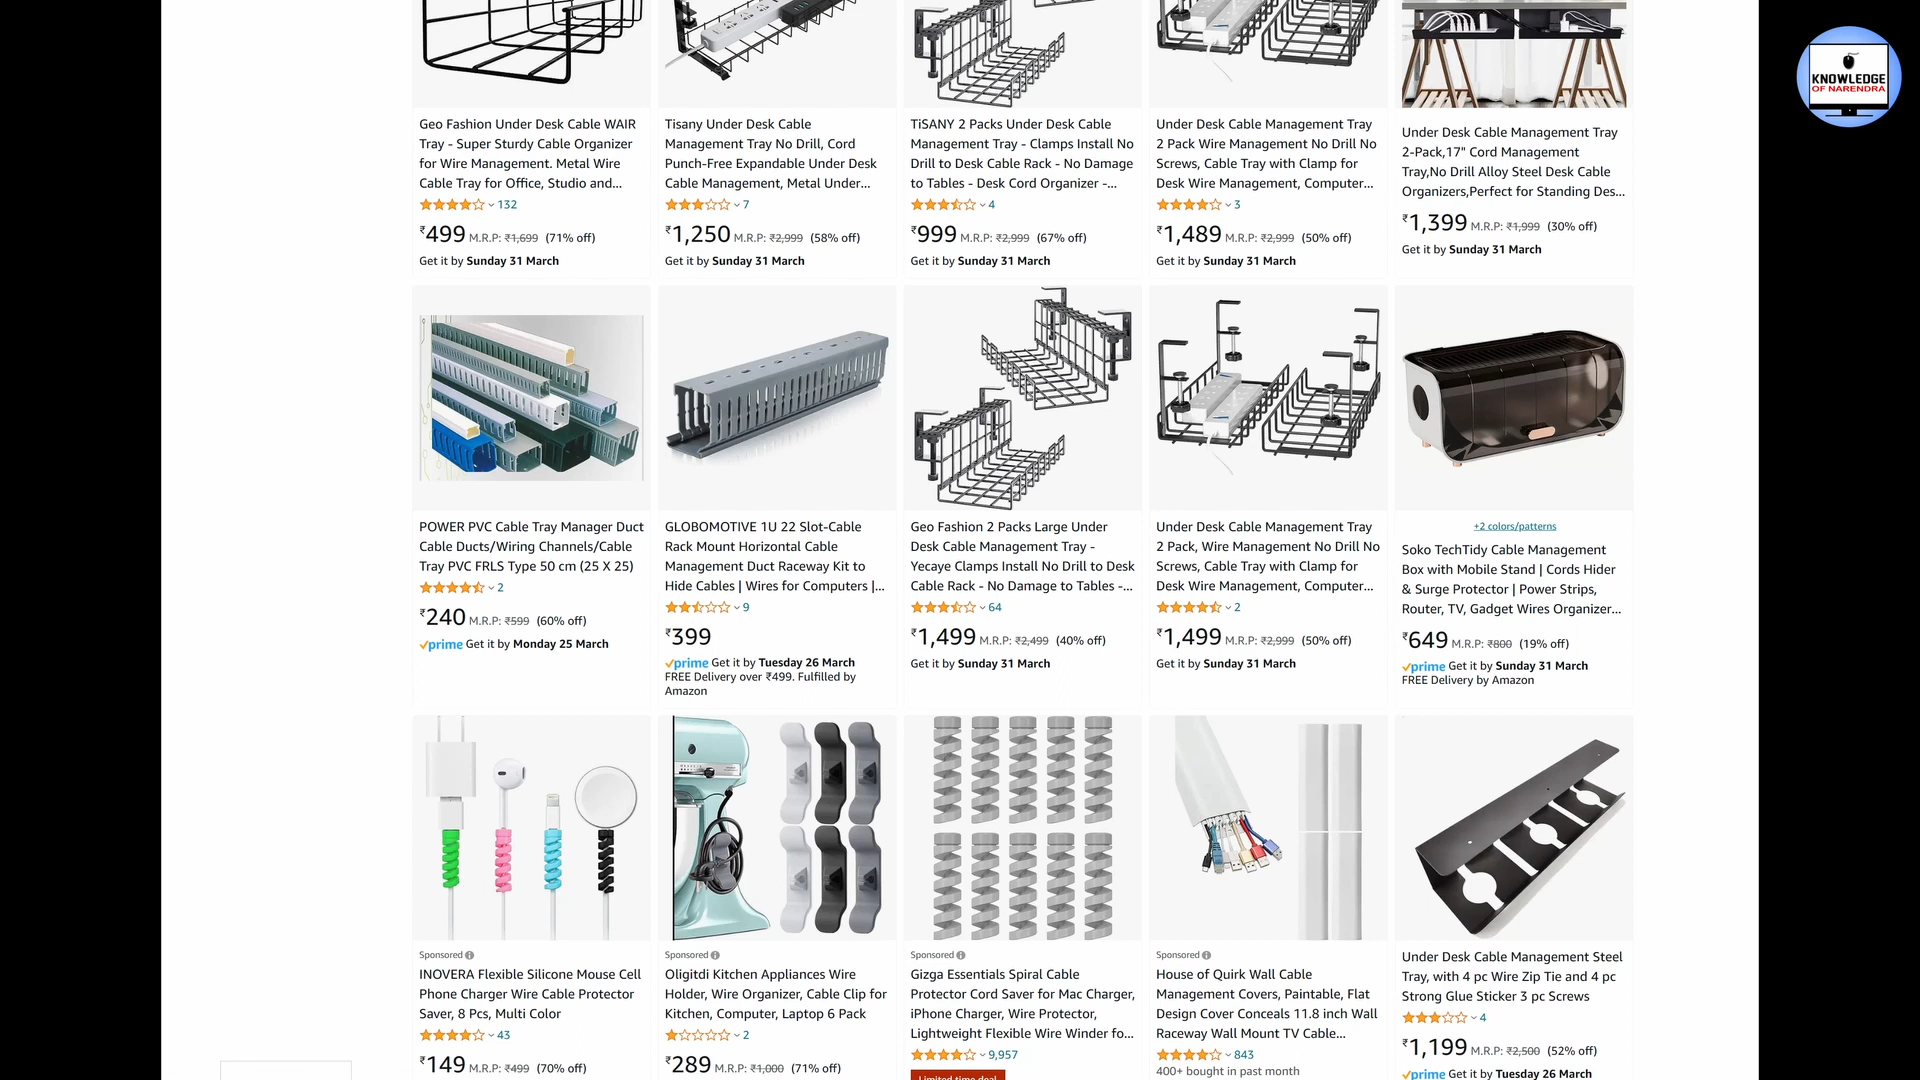 KNOWLEDGE
OF NARENDRA
Geo Fashion Under Desk Cable WAIR
Tray - Super Sturdy Cable Organizer
for Wire Management. Metal Wire
Cable Tray for Office, Studio and...
132
₹499 M.R.P: ₹1,699 (71% off)
Get it by Sunday 31 March
Tisany Under Desk Cable
Management Tray No Drill, Cord
Punch-Free Expandable Under Desk
Cable Management, Metal Under...
7
₹1,250 M.R.P: ₹2,999 (58% off)
Get it by Sunday 31 March
TiSANY 2 Packs Under Desk Cable
Management Tray - Clamps Install No
Drill to Desk Cable Rack - No Damage
to Tables - Desk Cord Organizer -...
4
₹999 M.R.P: ₹2,999 (67% off)
Get it by Sunday 31 March
Under Desk Cable Management Tray
2 Pack Wire Management No Drill No
Screws, Cable Tray with Clamp for
Desk Wire Management, Computer...
3
₹1,489 M.R.P: ₹2,999 (50% off)
Get it by Sunday 31 March
Under Desk Cable Management Tray
2-Pack,17" Cord Management
Tray,No Drill Alloy Steel Desk Cable
Organizers,Perfect for Standing Des...
₹1,399 M.R.P: ₹1,999 (30% off)
Get it by Sunday 31 March
POWER PVC Cable Tray Manager Duct
Cable Ducts/Wiring Channels/Cable
Tray PVC FRLS Type 50 cm (25 X 25)
2
₹240 M.R.P: ₹599 (60% off)
prime Get it by Monday 25 March
GLOBOMOTIVE 1U 22 Slot-Cable
Rack Mount Horizontal Cable
Management Duct Raceway Kit to
Hide Cables | Wires for Computers |...
9
₹399
prime Get it by Tuesday 26 March
FREE Delivery over ₹499. Fulfilled by
Amazon
Geo Fashion 2 Packs Large Under
Desk Cable Management Tray -
Yecaye Clamps Install No Drill to Desk
Cable Rack - No Damage to Tables -...
64
₹1,499 M.R.P: ₹2,499 (40% off)
Get it by Sunday 31 March
Under Desk Cable Management Tray
2 Pack, Wire Management No Drill No
Screws, Cable Tray with Clamp for
Desk Wire Management, Computer...
2
₹1,499 M.R.P: ₹2,999 (50% off)
Get it by Sunday 31 March
+2 colors/patterns
Soko TechTidy Cable Management
Box with Mobile Stand | Cords Hider
& Surge Protector | Power Strips,
Router, TV, Gadget Wires Organizer...
₹649 M.R.P: ₹800 (19% off)
prime Get it by Sunday 31 March
FREE Delivery by Amazon
Sponsored
INOVERA Flexible Silicone Mouse Cell
Phone Charger Wire Cable Protector
Saver, 8 Pcs, Multi Color
43
₹149 M.R.P: ₹499 (70% off)
Sponsored
Oligitdi Kitchen Appliances Wire
Holder, Wire Organizer, Cable Clip for
Kitchen, Computer, Laptop 6 Pack
2
₹289 M.R.P: ₹1,000 (71% off)
Sponsored
Gizga Essentials Spiral Cable
Protector Cord Saver for Mac Charger,
iPhone Charger, Wire Protector,
Lightweight Flexible Wire Winder fo...
9,957
Limited time deal
Sponsored
House of Quirk Wall Cable
Management Covers, Paintable, Flat
Design Cover Conceals 11.8 inch Wall
Raceway Wall Mount TV Cable...
843
400+ bought in past month
Under Desk Cable Management Steel
Tray, with 4 pc Wire Zip Tie and 4 pc
Strong Glue Sticker 3 pc Screws
4
₹1,199 M.R.P: ₹2,500 (52% off)
prime Get it by Tuesday 26 March